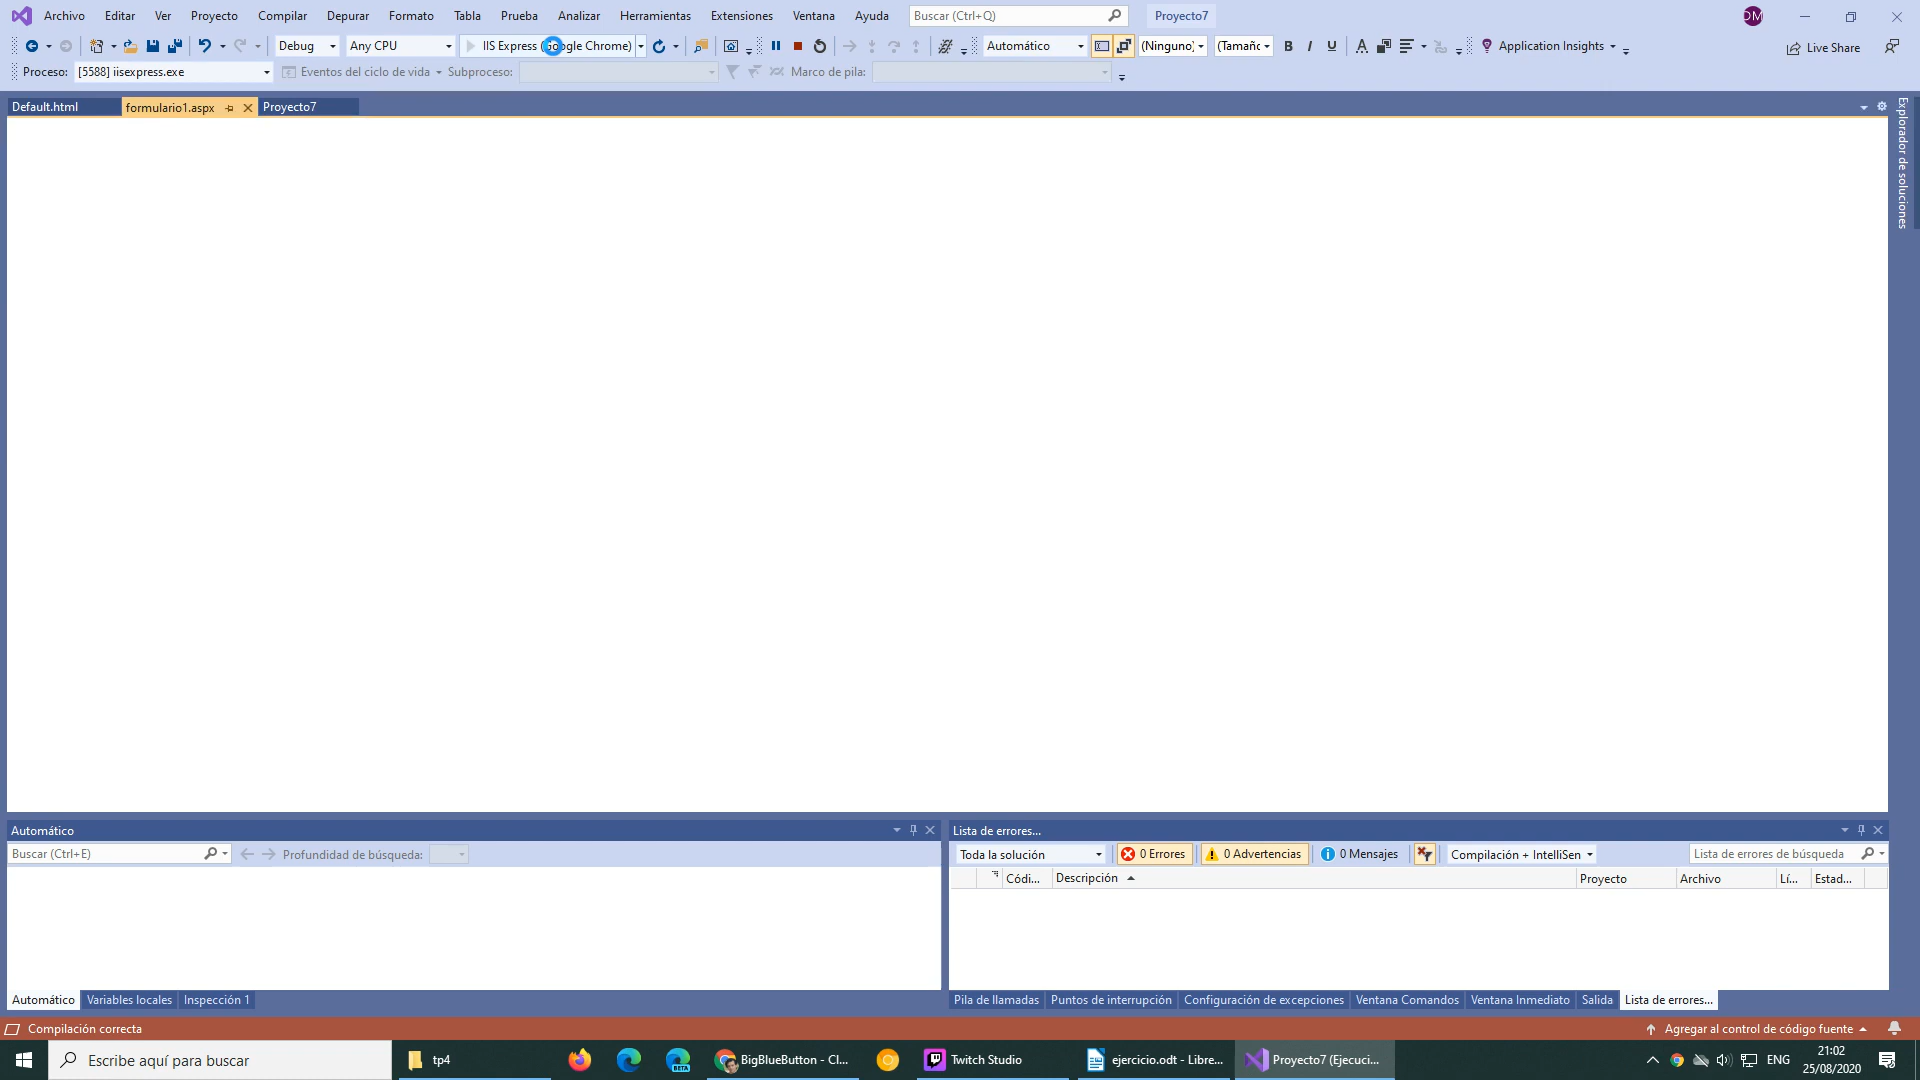 Archivo Editar Ver Proyecto Compilar Depurar Formato Tabla Prueba Analizar Herramientas Extensiones Ventana Ayuda Buscar (Ctrl+Q) Proyecto7 DM
Debug Any CPU IIS Express (Google Chrome) Automático (Ninguno) (Tamañc B I U A Application Insights Live Share
Proceso: [5588] iisexpress.exe Eventos del ciclo de vida Subproceso: Marco de pila:
Default.html formulario1.aspx Proyecto7
Explorador de soluciones
Automático Lista de errores...
Buscar (Ctrl+E) Profundidad de búsqueda: Toda la solución 0 Errores 0 Advertencias 0 Mensajes Compilación + IntelliSen Lista de errores de búsqueda
Códi... Descripción Proyecto Archivo Lí... Estad...
Automático Variables locales Inspección 1 Pila de llamadas Puntos de interrupción Configuración de excepciones Ventana Comandos Ventana Inmediato Salida Lista de errores...
Compilación correcta Agregar al control de código fuente
Escribe aquí para buscar tp4 BETA BigBlueButton - Cl... Twitch Studio ejercicio.odt - Libre... Proyecto7 (Ejecuci... ENG 21:02
25/08/2020